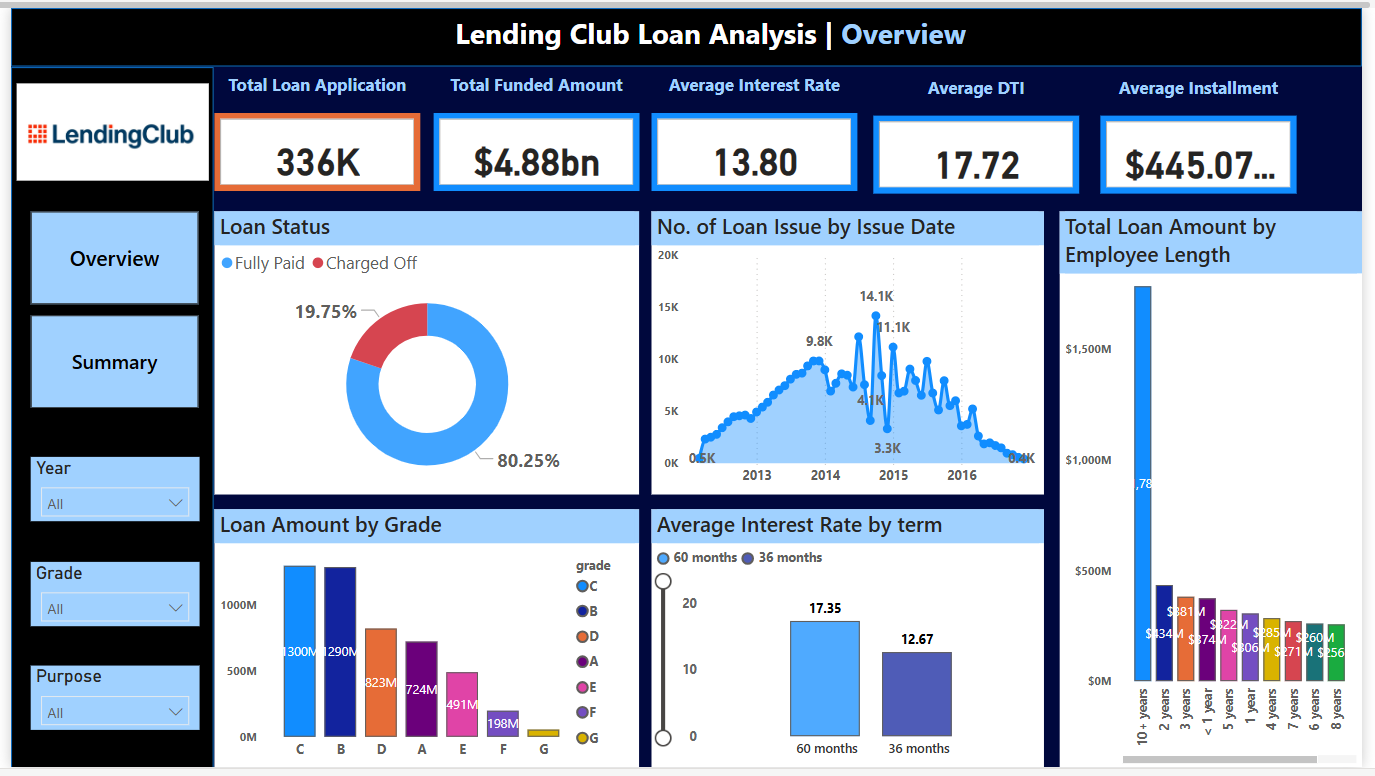 Lending Club Loan Analysis | Overview
LendingClub
Total Loan Application
336K
Total Funded Amount
$4.88bn
Average Interest Rate
13.80
Average DTI
17.72
Average Installment
$445.07...
Overview
Summary
Year
All
Grade
All
Purpose
All
Loan Status
Fully Paid Charged Off
19.75%
80.25%
No. of Loan Issue by Issue Date
20K
15K
10K
5K
0K
9.8K
14.1K
11.1K
4.1K
3.3K
0.4K
2013 2014 2015 2016
Total Loan Amount by
Employee Length
$1,500M
$1,000M
$500M
$0M
$434M
$381M
$374M
$322M
$306M
$285M
$271M
$260M
$256
10+ years
2 years
3 years
< 1 year
5 years
1 year
4 years
7 years
6 years
8 years
Loan Amount by Grade
1000M
500M
0M
1300M
1290M
823M
724M
491M
198M
C B D A E F G
grade
C
B
D
A
E
F
G
Average Interest Rate by term
60 months 36 months
20
10
0
17.35
12.67
60 months 36 months